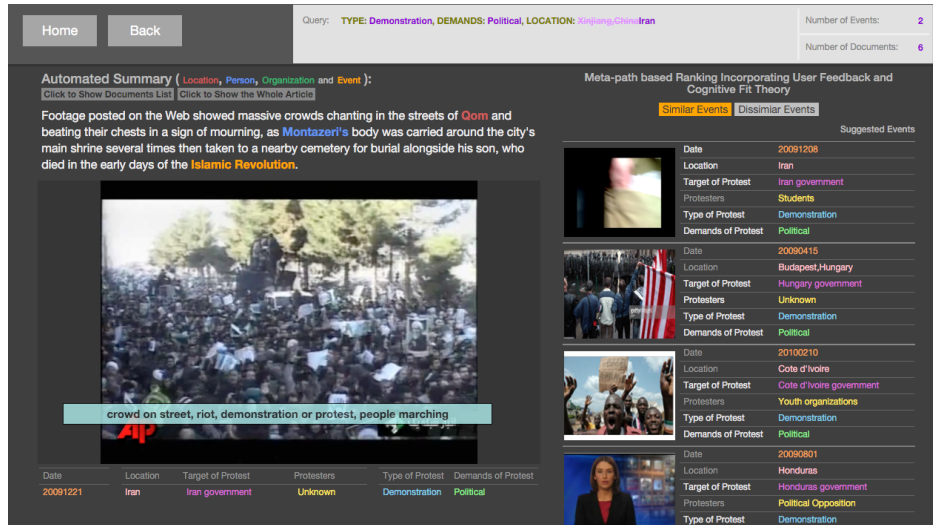 Home
Back
Query: TYPE: Demonstration, DEMANDS: Political, LOCATION: Xinjiang,ChinaIran
Number of Events: 2
Number of Documents: 6
Automated Summary ( Location, Person, Organization and Event ):
Click to Show Documents List Click to Show the Whole Article
Footage posted on the Web showed massive crowds chanting in the streets of Qom and
beating their chests in a sign of mourning, as Montazeri's body was carried around the city's
main shrine several times then taken to a nearby cemetery for burial alongside his son, who
died in the early days of the Islamic Revolution.
crowd on street, riot, demonstration or protest, people marching
AP
Date Location Target of Protest Protesters Type of Protest Demands of Protest
20091221 Iran Iran government Unknown Demonstration Political
Meta-path based Ranking Incorporating User Feedback and
Cognitive Fit Theory
Similar Events Dissimiar Events
Suggested Events
Date 20091208
Location Iran
Target of Protest Iran government
Protesters Students
Type of Protest Demonstration
Demands of Protest Political
Date 20090415
Location Budapest,Hungary
Target of Protest Hungary government
Protesters Unknown
Type of Protest Demonstration
Demands of Protest Political
Date 20100210
Location Cote d'Ivoire
Target of Protest Cote d'Ivoire government
Protesters Youth organizations
Type of Protest Demonstration
Demands of Protest Political
Date 20090801
Location Honduras
Target of Protest Honduras government
Protesters Political Opposition
Type of Protest Demonstration